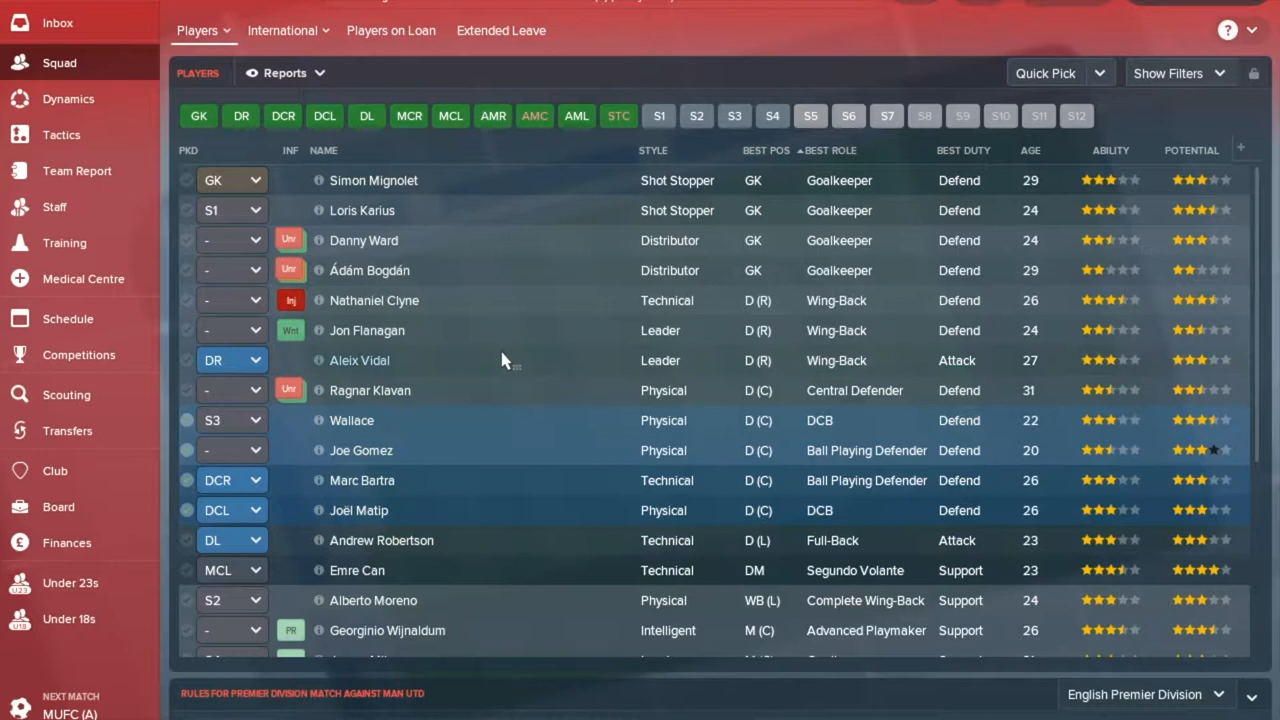 Inbox
Squad
Dynamics
Tactics
Team Report
Staff
Training
Medical Centre
Schedule
Competitions
Scouting
Transfers
Club
Board
Finances
U23 Under 23s
U18 Under 18s
NEXT MATCH
MUFC (A)
Players International Players on Loan Extended Leave ?
PLAYERS Reports Quick Pick Show Filters
GK DR DCR DCL DL MCR MCL AMR AMC AML STC S1 S2 S3 S4 S5 S6 S7 S8 S9 S10 S11 S12
PKD INF NAME STYLE BEST POS BEST ROLE BEST DUTY AGE ABILITY POTENTIAL +
GK Simon Mignolet Shot Stopper GK Goalkeeper Defend 29
S1 Loris Karius Shot Stopper GK Goalkeeper Defend 24
- Unr Danny Ward Distributor GK Goalkeeper Defend 24
- Unr Ádám Bogdán Distributor GK Goalkeeper Defend 29
- Inj Nathaniel Clyne Technical D (R) Wing-Back Defend 26
- Wnt Jon Flanagan Leader D (R) Wing-Back Defend 24
DR Aleix Vidal Leader D (R) Wing-Back Attack 27
- Unr Ragnar Klavan Physical D (C) Central Defender Defend 31
S3 Wallace Physical D (C) DCB Defend 22
- Joe Gomez Physical D (C) Ball Playing Defender Defend 20
DCR Marc Bartra Technical D (C) Ball Playing Defender Defend 26
DCL Joël Matip Physical D (C) DCB Defend 26
DL Andrew Robertson Technical D (L) Full-Back Attack 23
MCL Emre Can Technical DM Segundo Volante Support 23
S2 Alberto Moreno Physical WB (L) Complete Wing-Back Support 24
- PR Georginio Wijnaldum Intelligent M (C) Advanced Playmaker Support 26
RULES FOR PREMIER DIVISION MATCH AGAINST MAN UTD English Premier Division